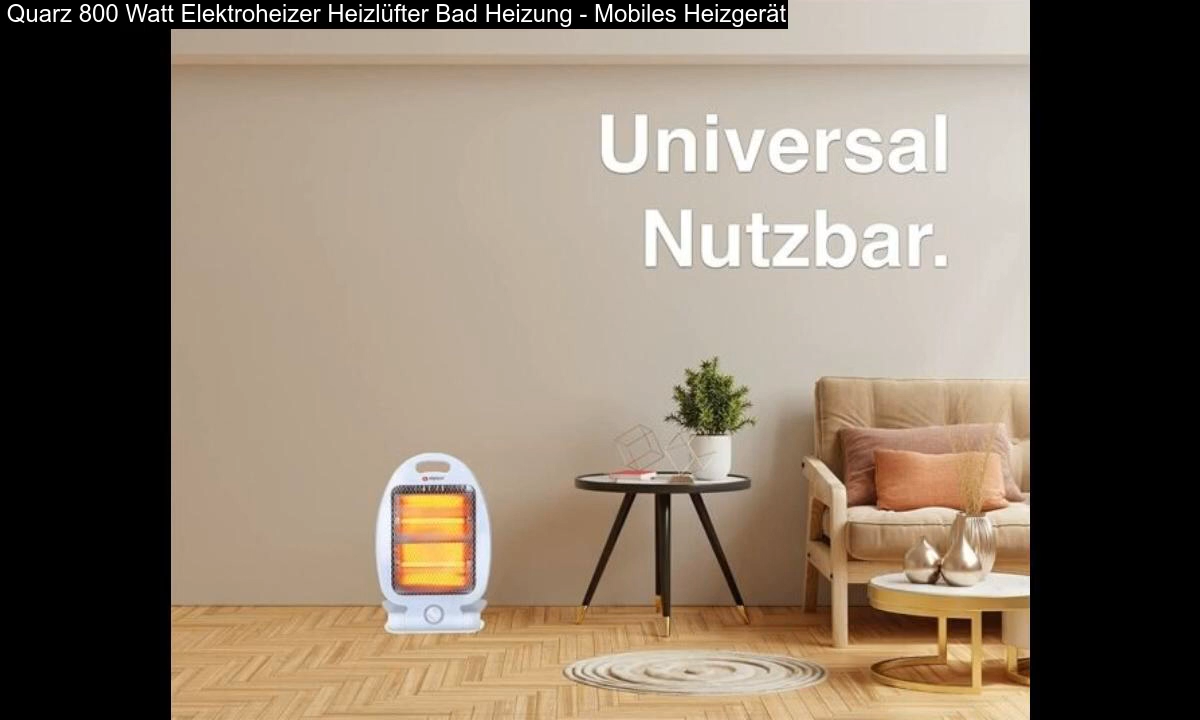 Quarz 800 Watt Elektroheizer Heizlüfter Bad Heizung - Mobiles Heizgerät
Universal
Nutzbar.